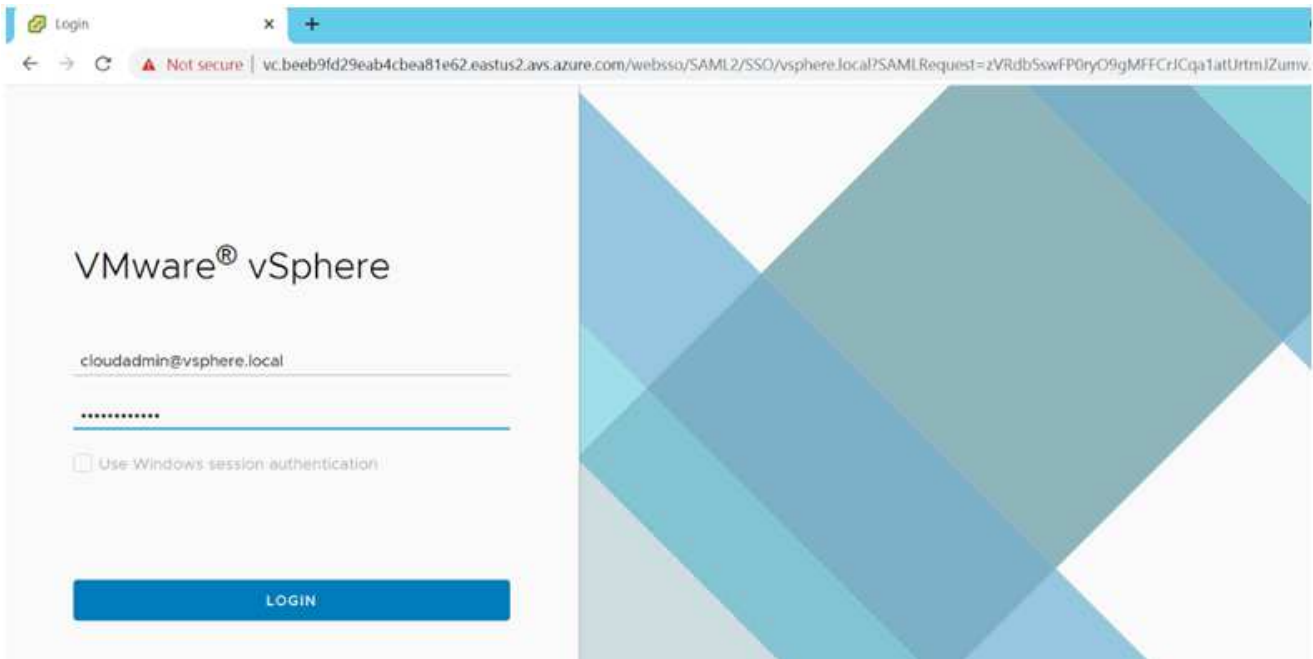 Login
Not secure | vc.beeb9fd29eab4cbea81e62.eastus2.avs.azure.com/websso/SAML2/SSO/vsphere.local?SAMLRequest=
VMware® vSphere
cloudadmin@vsphere.local
••••••••••••
Use Windows session authentication
LOGIN